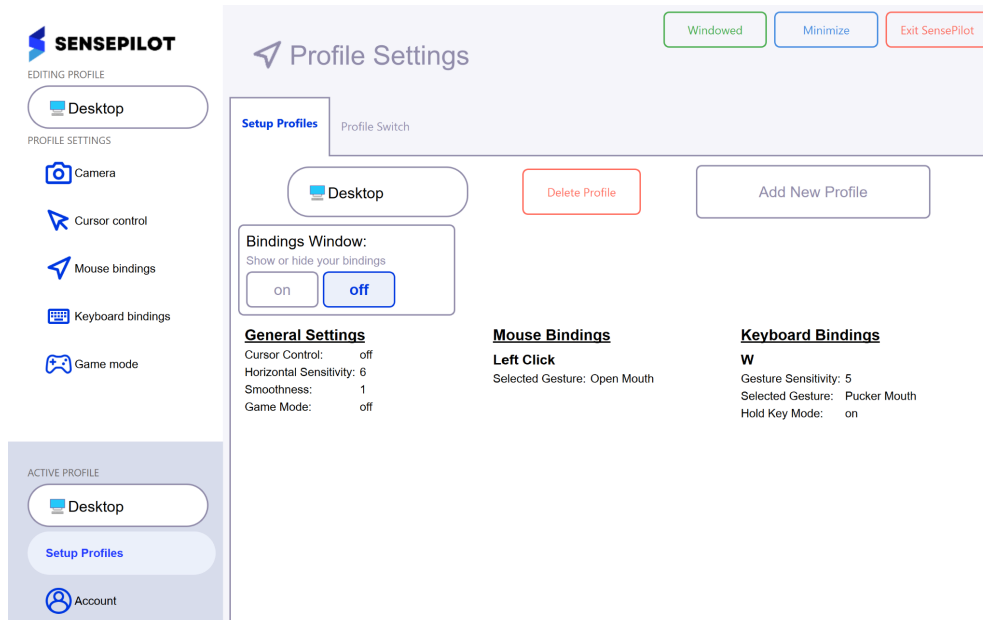 SENSEPILOT
EDITING PROFILE
Desktop
PROFILE SETTINGS
Camera
Cursor control
Mouse bindings
Keyboard bindings
Game mode
ACTIVE PROFILE
Desktop
Setup Profiles
Account
Profile Settings
Windowed
Minimize
Exit SensePilot
Setup Profiles
Profile Switch
Desktop
Delete Profile
Add New Profile
Bindings Window:
Show or hide your bindings
on
off
General Settings
Cursor Control: off
Horizontal Sensitivity: 6
Smoothness: 1
Game Mode: off
Mouse Bindings
Left Click
Selected Gesture: Open Mouth
Keyboard Bindings
W
Gesture Sensitivity: 5
Selected Gesture: Pucker Mouth
Hold Key Mode: on